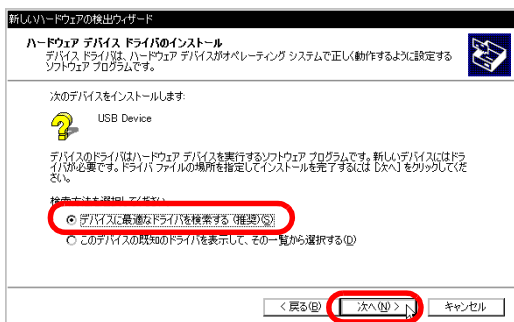 新しいハードウェアの検出ウィザード
ハードウェア デバイス ドライバのインストール
デバイス ドライバは、ハードウェア デバイスがオペレーティング システムで正しく動作するように設定する
ソフトウェア プログラムです。
次のデバイスをインストールします:
USB Device
デバイスのドライバはハードウェア デバイスを実行するソフトウェア プログラムです。新しいデバイスにはドラ
イバが必要です。ドライバ ファイルの場所を指定してインストールを完了するには [次へ] をクリックしてくだ
さい。
検索方法を選択してください。
デバイスに最適なドライバを検索する (推奨)(S)
このデバイスの既知のドライバを表示して、その一覧から選択する(D)
< 戻る(B)
次へ(N) >
キャンセル